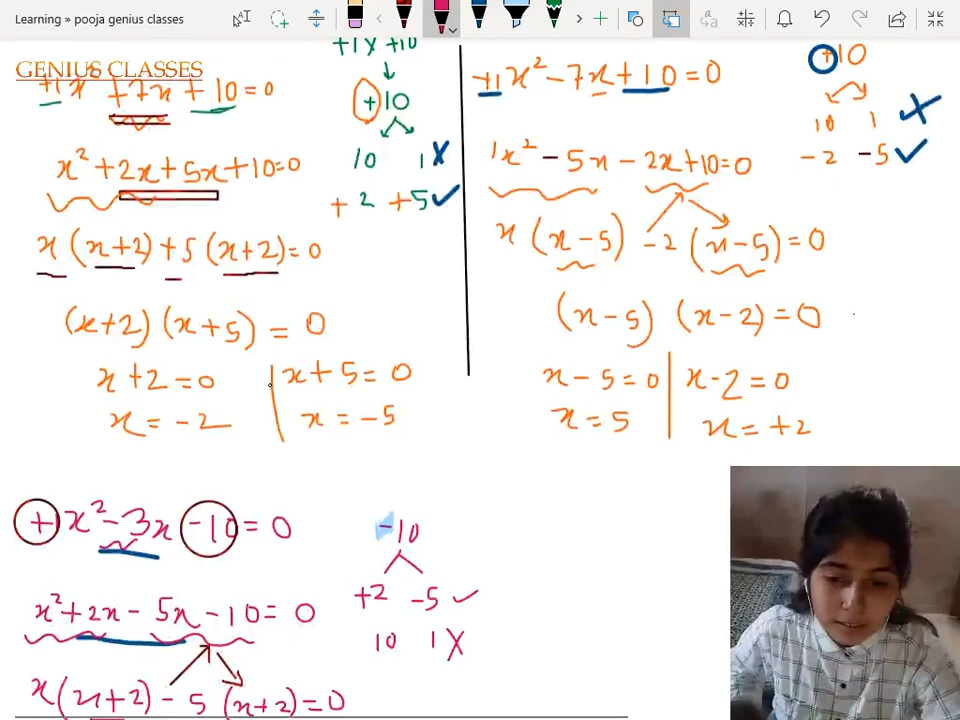 Learning » pooja genius classes
GENIUS CLASSES
+1x² +7x +10=0
x²+2x+5x+10=0
x(x+2)+5(x+2)=0
(x+2)(x+5)=0
x+2=0 | x+5=0
x=-2 | x=-5
+1x +10
+10
10 1 X
+2 +5 ✓
+1x²-7x+10=0
1x²-5x-2x+10=0
x(x-5)-2(x-5)=0
(x-5)(x-2)=0
x-5=0 | x-2=0
x=5 | x=+2
+10
10 1 X
-2 -5 ✓
+x²-3x-10=0
x²+2x-5x-10=0
x(x+2)-5(x+2)=0
-10
+2 -5 ✓
10 1 X